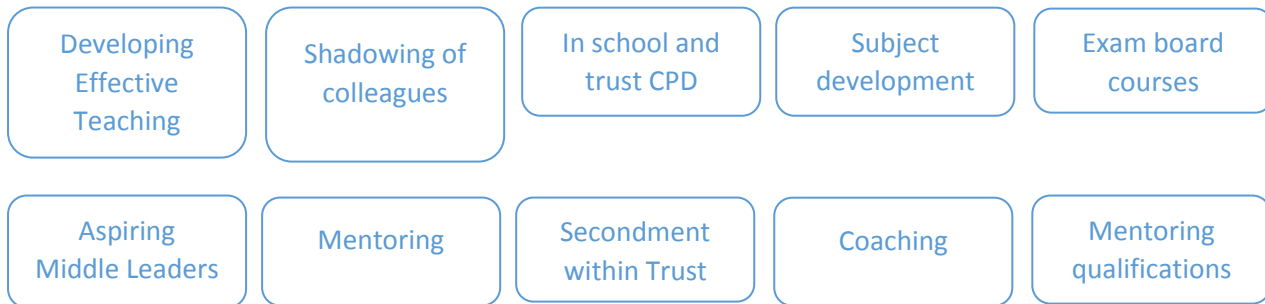 Developing
Effective
Teaching
Shadowing of
colleagues
In school and
trust CPD
Subject
development
Exam board
courses
Aspiring
Middle Leaders
Mentoring
Secondment
within Trust
Coaching
Mentoring
qualifications